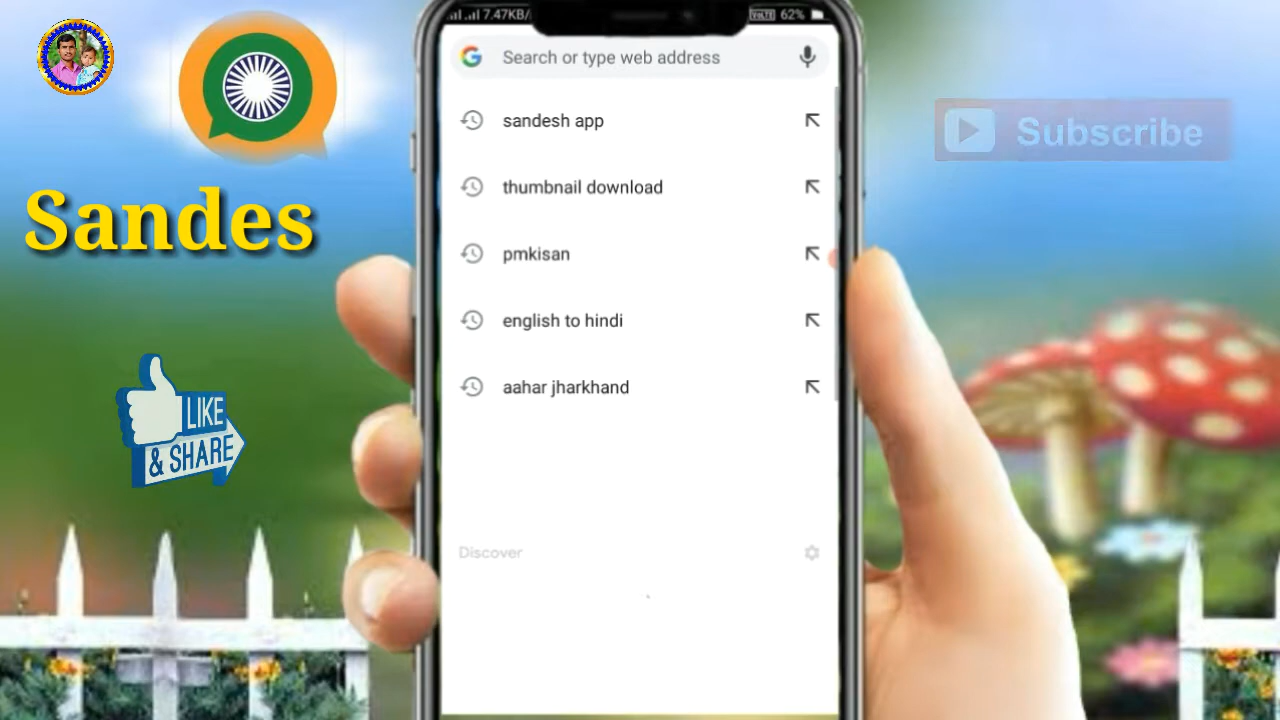 7.47KB/
VoLTE 62%
Search or type web address
sandesh app
thumbnail download
pmkisan
english to hindi
aahar jharkhand
Discover
Sandes
LIKE
& SHARE
Subscribe